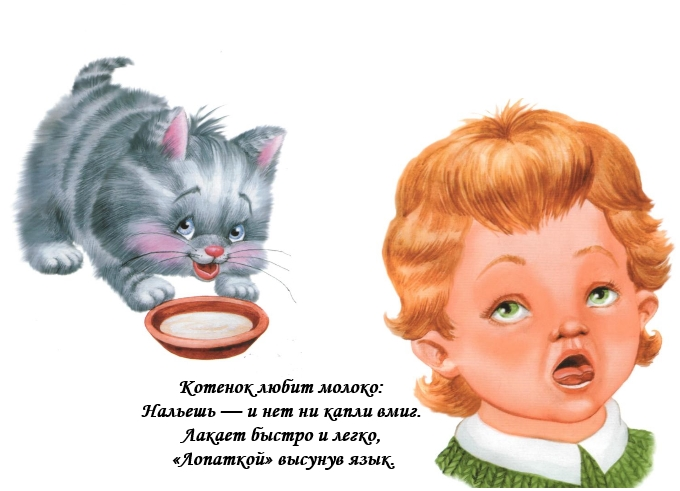 Котенок любит молоко:
Нальешь — и нет ни капли вмиг.
Лакает быстро и легко,
«Лопаткой» высунув язык.